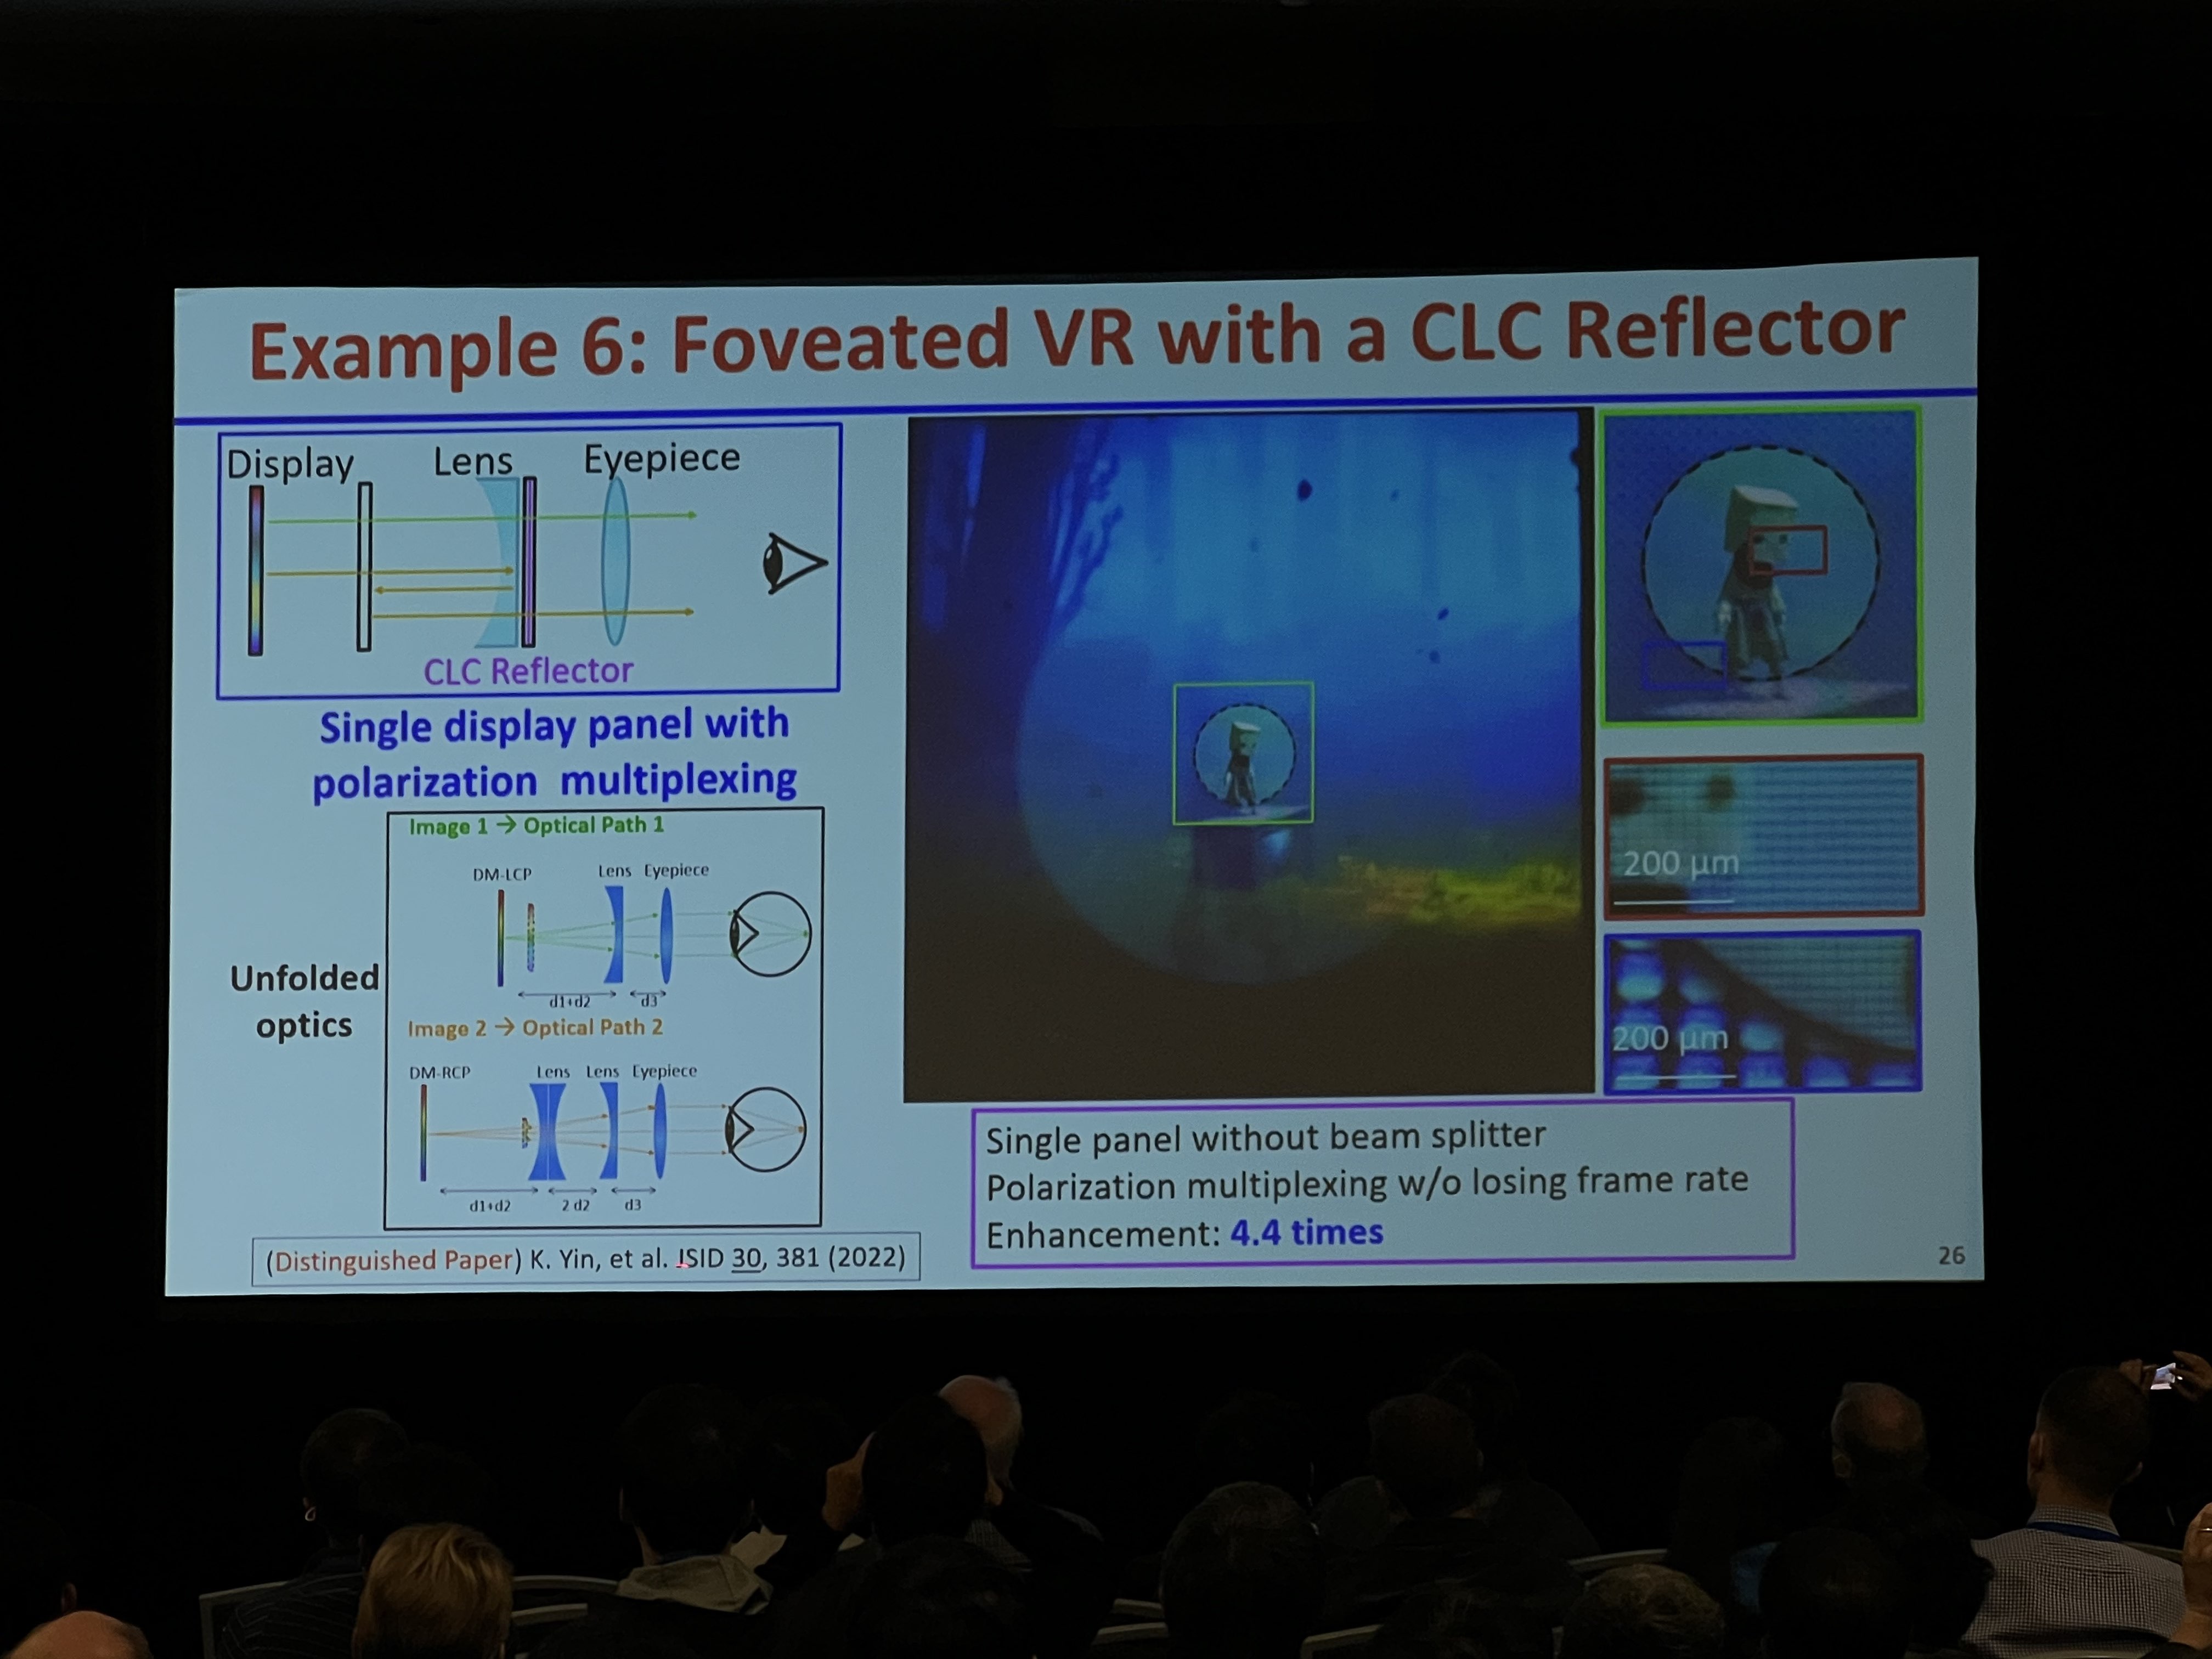 Example 6: Foveated VR with a CLC Reflector
Display Lens Eyepiece
CLC Reflector
Single display panel with
polarization multiplexing
Image 1 → Optical Path 1
DM-LCP Lens Eyepiece
d1+d2 d3
Unfolded
optics
Image 2 → Optical Path 2
DM-RCP Lens Lens Eyepiece
d1+d2 2 d2 d3
(Distinguished Paper) K. Yin, et al. JSID 30, 381 (2022)
200 µm
200 µm
Single panel without beam splitter
Polarization multiplexing w/o losing frame rate
Enhancement: 4.4 times
26